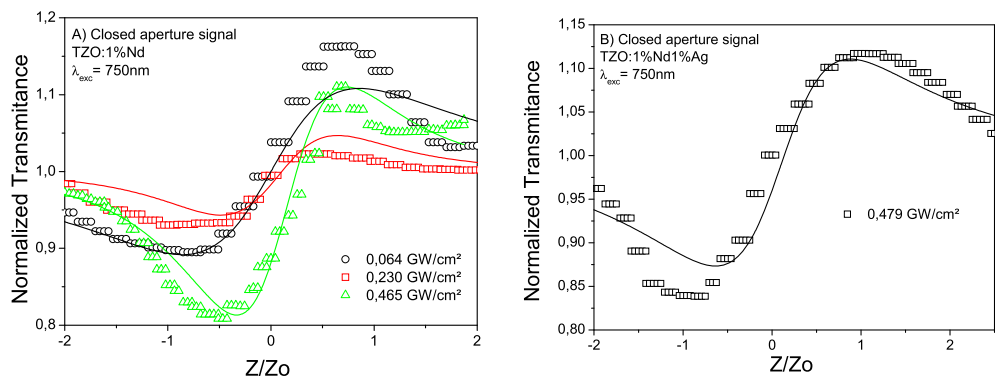 A) Closed aperture signal
TZO:1%Nd
λexc= 750nm
Normalized Transmitance
1,2
1,1
1,0
0,9
0,8
-2
-1
0
1
2
Z/Zo
0,064 GW/cm²
0,230 GW/cm²
0,465 GW/cm²
B) Closed aperture signal
TZO:1%Nd1%Ag
λexc= 750nm
Normalized Transmitance
1,15
1,10
1,05
1,00
0,95
0,90
0,85
0,80
-2
-1
0
1
2
Z/Zo
0,479 GW/cm²